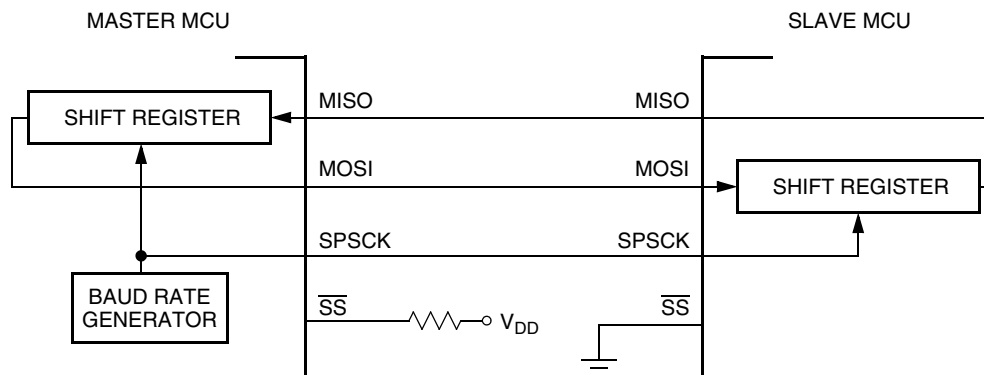 MASTER MCU
SLAVE MCU
SHIFT REGISTER
MISO
MISO
MOSI
MOSI
SHIFT REGISTER
SPSCK
SPSCK
BAUD RATE
GENERATOR
SS
VDD
SS